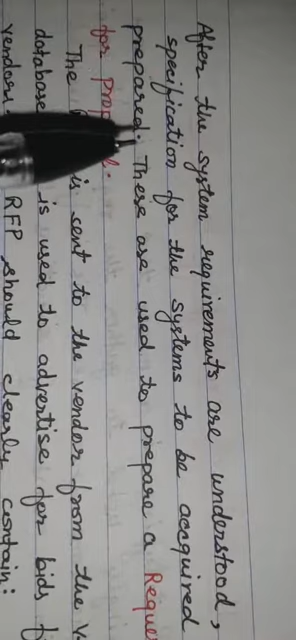 After the system requirements are understood,
specification for the systems to be accquired
prepared. These are used to prepare a Reque
for
The is sent to the vendor from the v
database is used to advertise for bids f
vendors. RFP should clearly contain: